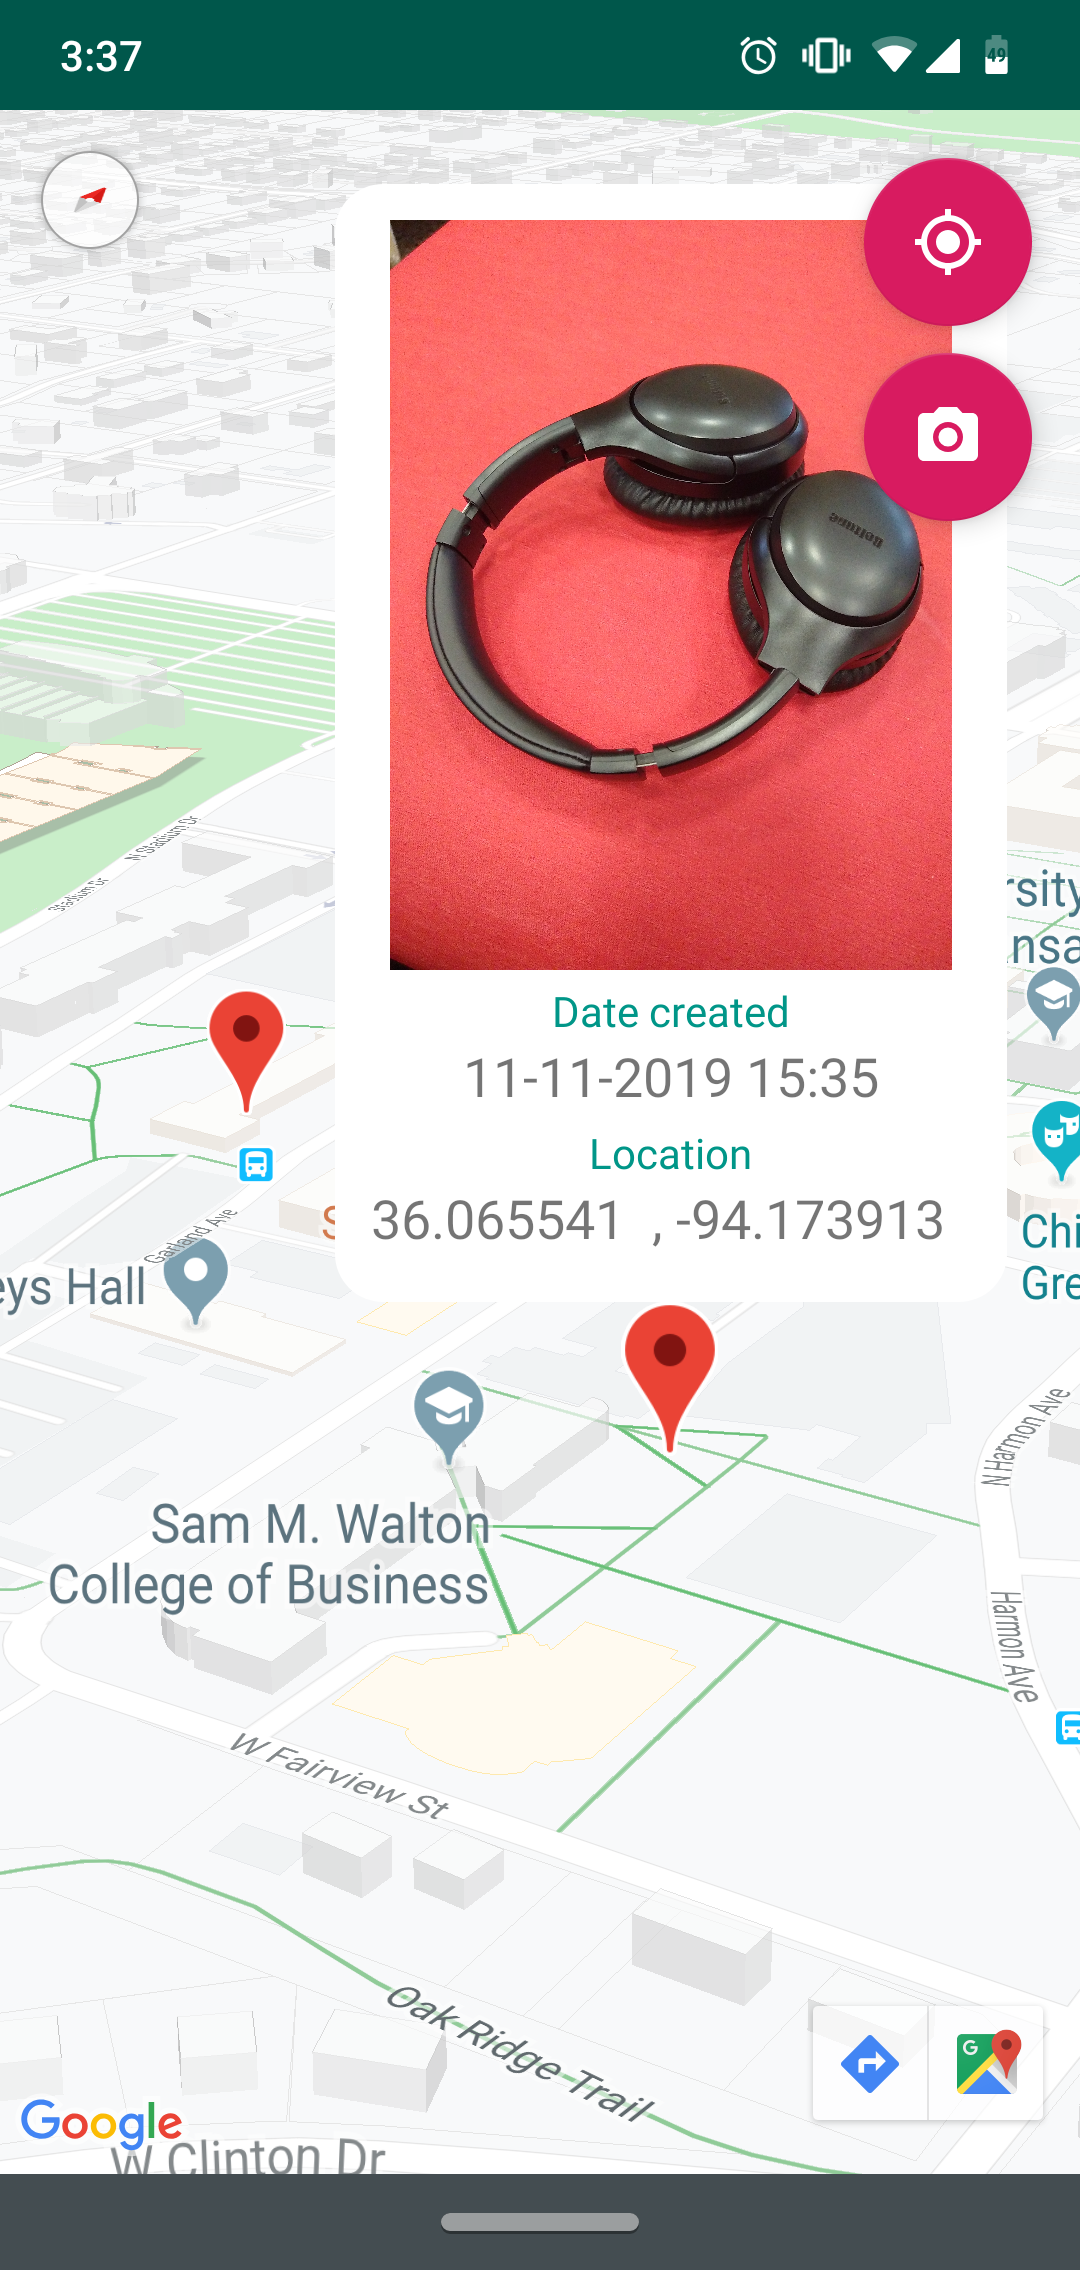 3:37
49
Beltune
N Stadium Dr
Stadium Dr
rsity
nsa
Date created
11-11-2019 15:35
Location
36.065541 , -94.173913
Garland Ave
S
eys Hall
Chi
Gre
N Harmon Ave
Sam M. Walton
College of Business
Harmon Ave
W Fairview St
Oak Ridge Trail
G
Google
W Clinton Dr